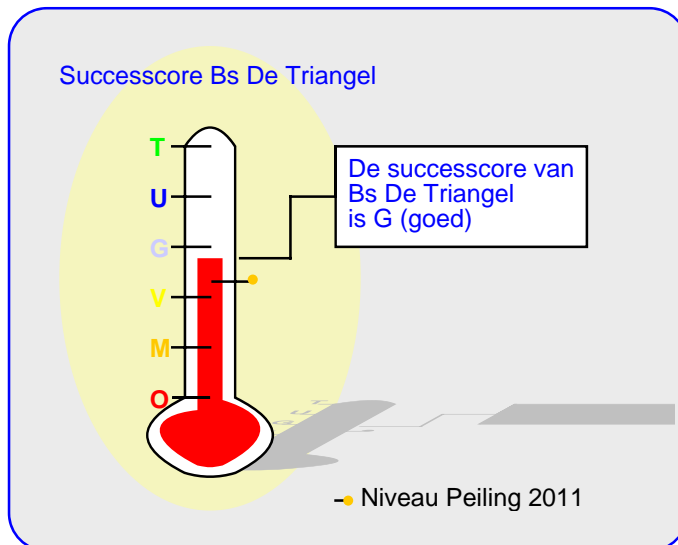 Successcore Bs De Triangel
T
U
G
V
M
O
De successcore van
Bs De Triangel
is G (goed)
Niveau Peiling 2011